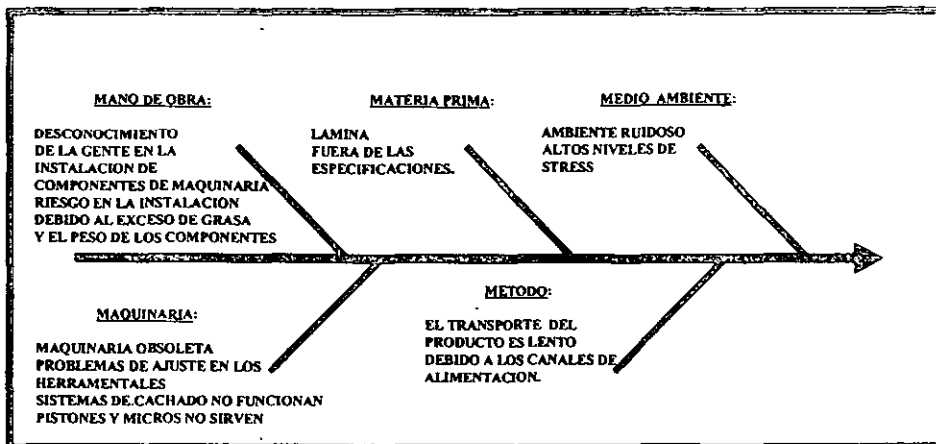 MANO DE OBRA:
DESCONOCIMIENTO
DE LA GENTE EN LA
INSTALACION DE
COMPONENTES DE MAQUINARIA
RIESGO EN LA INSTALACION
DEBIDO AL EXCESO DE GRASA
Y EL PESO DE LOS COMPONENTES
MATERIA PRIMA:
LAMINA
FUERA DE LAS
ESPECIFICACIONES.
MEDIO AMBIENTE:
AMBIENTE RUIDOSO
ALTOS NIVELES DE
STRESS
MAQUINARIA:
MAQUINARIA OBSOLETA
PROBLEMAS DE AJUSTE EN LOS
HERRAMENTALES
SISTEMAS DE.CACHADO NO FUNCIONAN
PISTONES Y MICROS NO SIRVEN
METODO:
EL TRANSPORTE DEL
PRODUCTO ES LENTO
DEBIDO A LOS CANALES DE
ALIMENTACION.